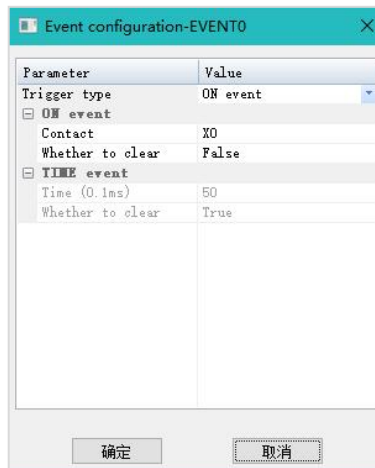 Event configuration-EVENT0
Parameter Value
Trigger type ON event
ON event
Contact X0
Whether to clear False
TIME event
Time (0.1ms) 50
Whether to clear True
确定 取消